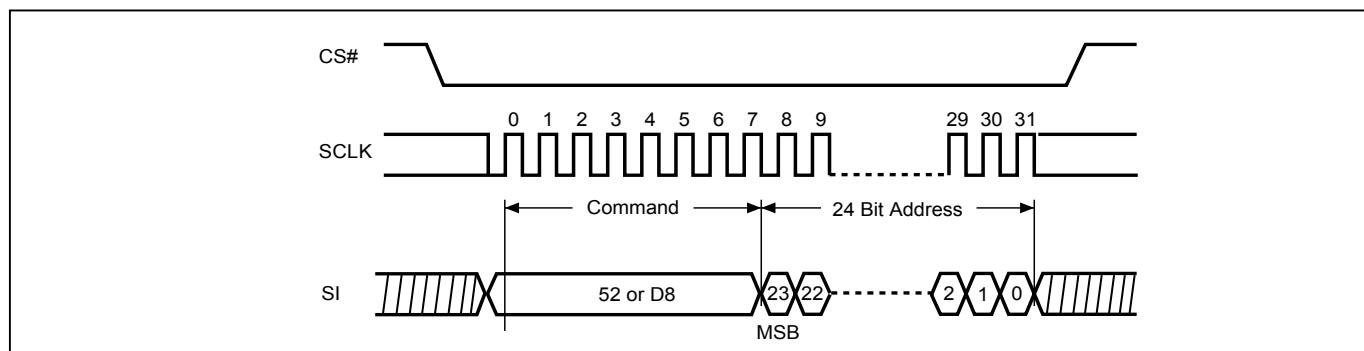 CS#
0 1 2 3 4 5 6 7 8 9 29 30 31
SCLK
Command 24 Bit Address
SI 52 or D8 23 22 2 1 0
MSB